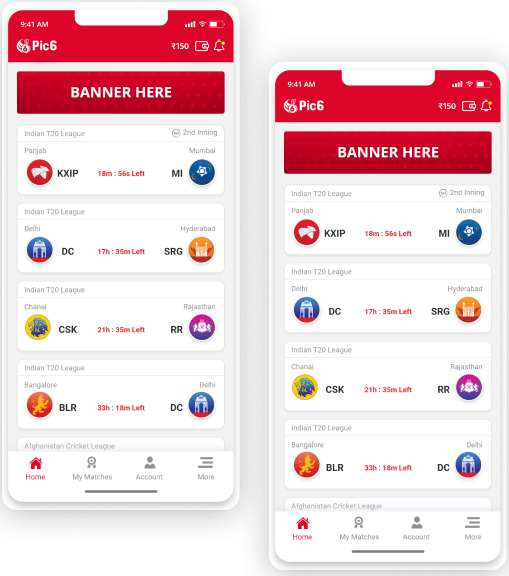 9:41 AM
Pic6
₹150
BANNER HERE
Indian T20 League
2nd Inning
Panjab
Mumbai
KXIP
18m : 56s Left
MI
Indian T20 League
Delhi
Hyderabad
DC
17h : 35m Left
SRG
Indian T20 League
Chanai
Rajasthan
CSK
21h : 35m Left
RR
Indian T20 League
Bangalore
Delhi
BLR
33h : 18m Left
DC
Afghanistan Cricket League
Home
My Matches
Account
More
9:41 AM
Pic6
₹150
BANNER HERE
Indian T20 League
2nd Inning
Panjab
Mumbai
KXIP
18m : 56s Left
MI
Indian T20 League
Delhi
Hyderabad
DC
17h : 35m Left
SRG
Indian T20 League
Chanai
Rajasthan
CSK
21h : 35m Left
RR
Indian T20 League
Bangalore
Delhi
BLR
33h : 18m Left
DC
Afghanistan Cricket League
Home
My Matches
Account
More